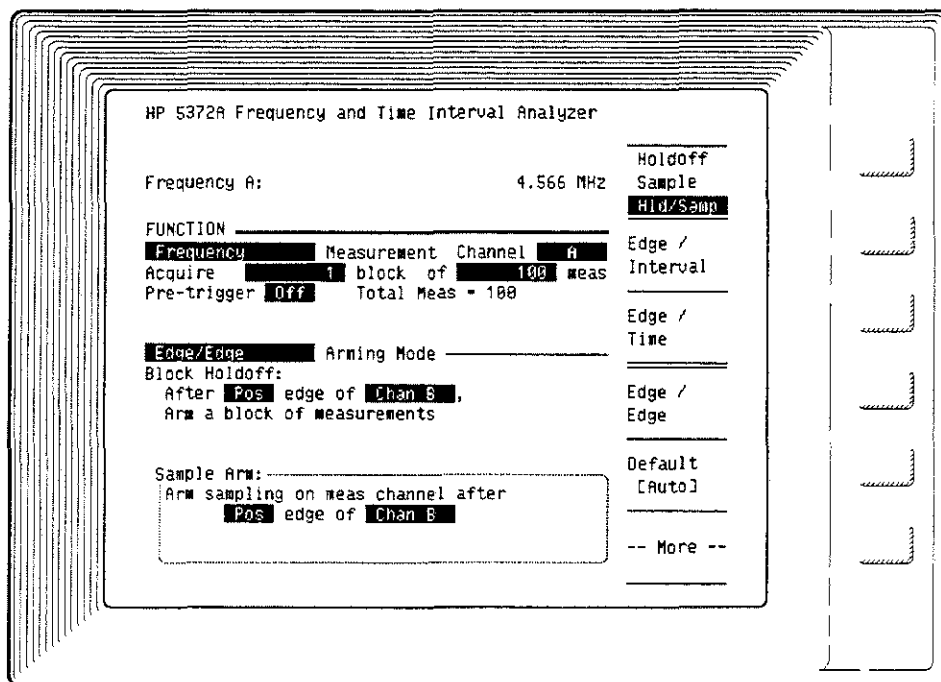 HP 5372A Frequency and Time Interval Analyzer
Frequency A: 4.566 MHz
FUNCTION
Frequency Measurement Channel A
Acquire 1 block of 100 meas
Pre-trigger Off Total Meas = 100
Edge/Edge Arming Mode
Block Holdoff:
After Pos edge of Chan B ,
Arm a block of measurements
Sample Arm:
Arm sampling on meas channel after
Pos edge of Chan B
Holdoff
Sample
Hld/Samp
Edge /
Interval
Edge /
Time
Edge /
Edge
Default
[Auto]
-- More --